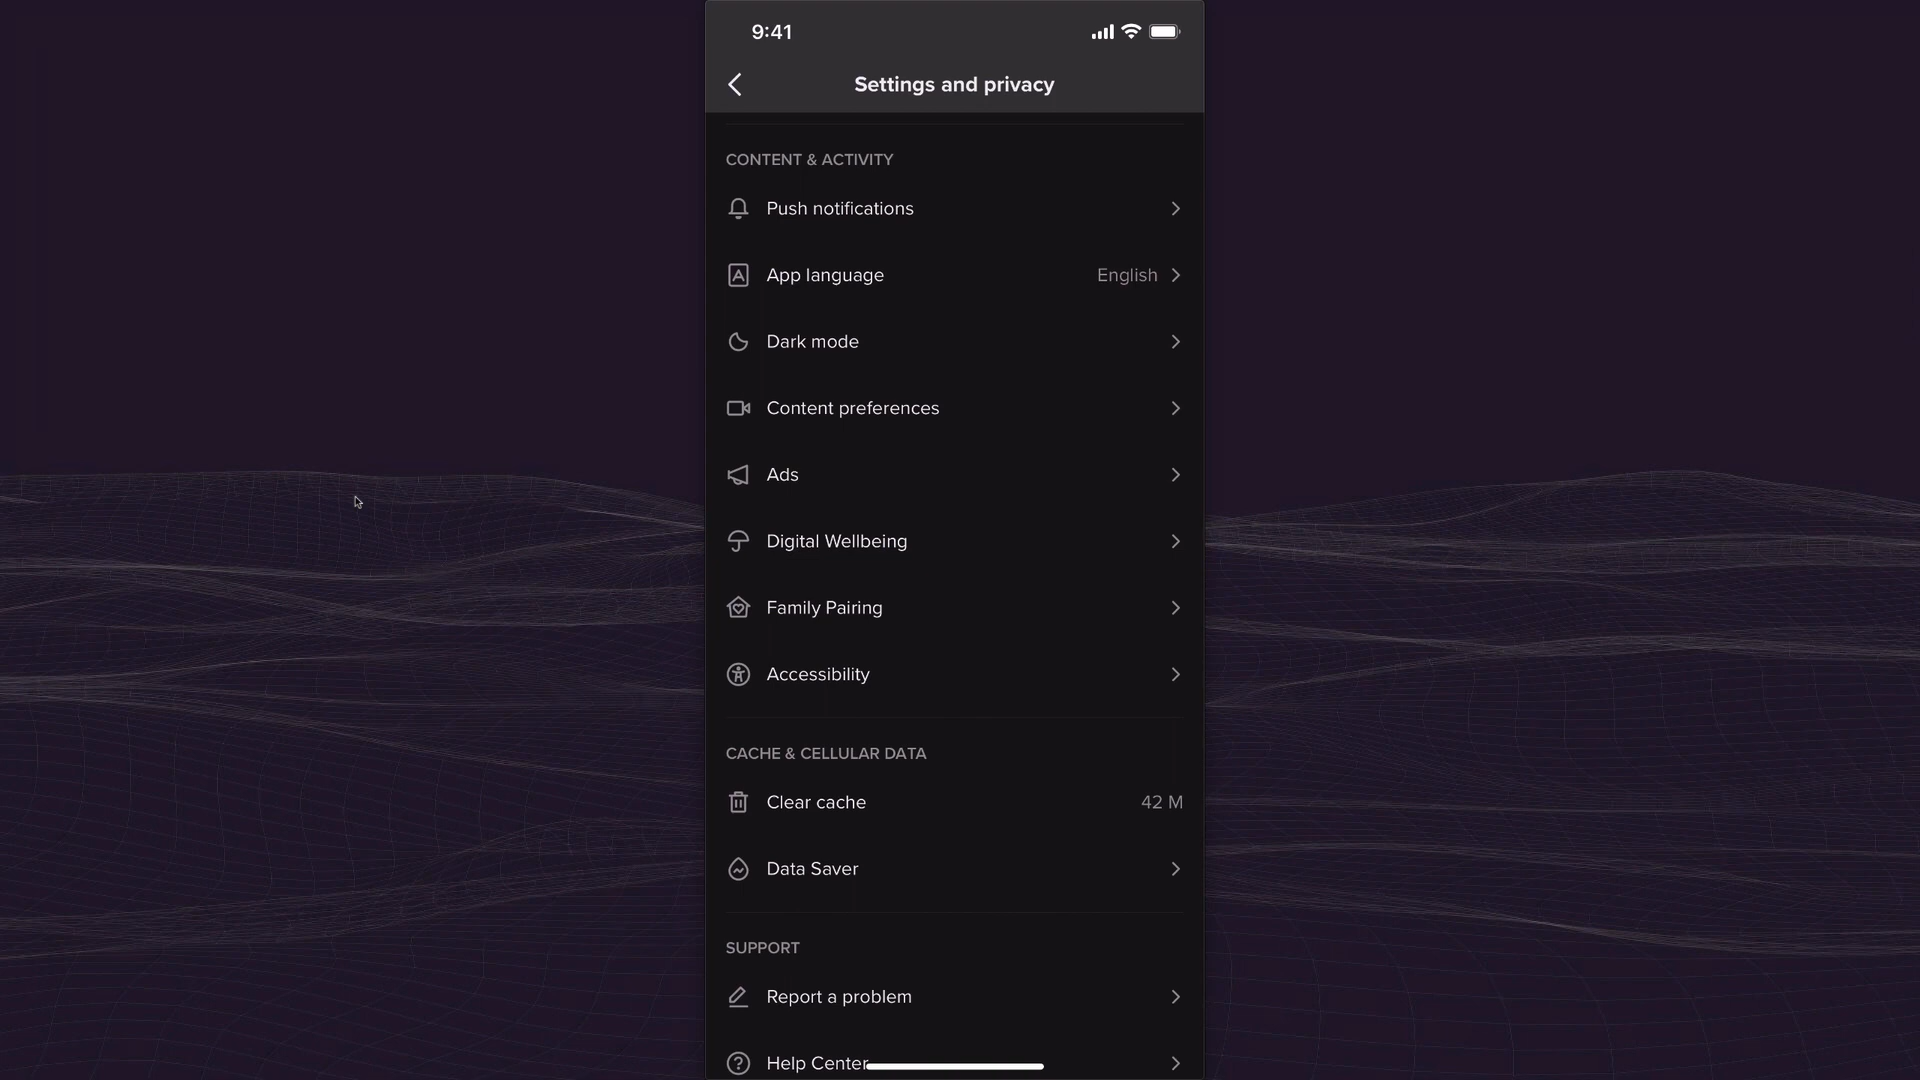 9:41
Settings and privacy
CONTENT & ACTIVITY
Push notifications
App language English
Dark mode
Content preferences
Ads
Digital Wellbeing
Family Pairing
Accessibility
CACHE & CELLULAR DATA
Clear cache 42 M
Data Saver
SUPPORT
Report a problem
Help Center